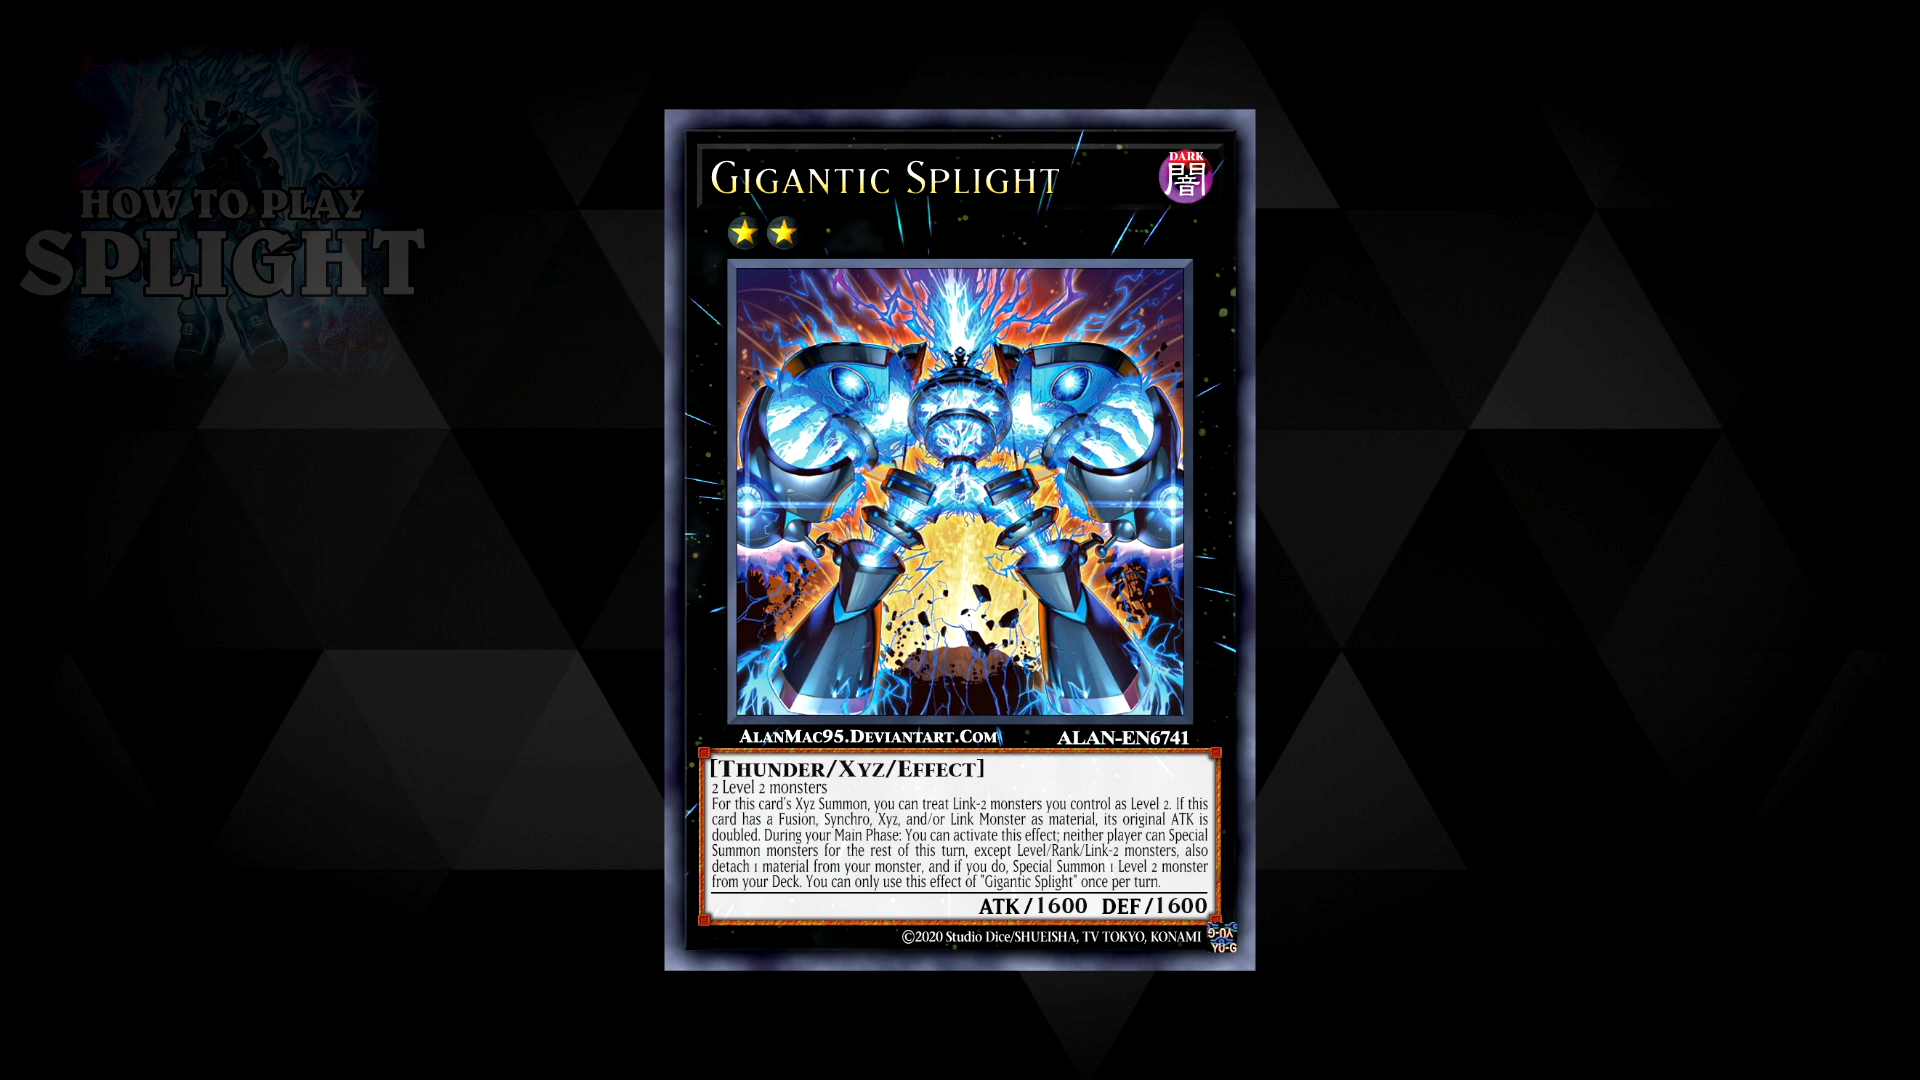 HOW TO PLAY
SPLIGHT
GIGANTIC SPLIGHT
DARK
闇
ALANMAC95.DEVIANTART.COM
ALAN-EN6741
[THUNDER/XYZ/EFFECT]
2 Level 2 monsters
For this card's Xyz Summon, you can treat Link-2 monsters you control as Level 2. If this
card has a Fusion, Synchro, Xyz, and/or Link Monster as material, its original ATK is
doubled. During your Main Phase: You can activate this effect; neither player can Special
Summon monsters for the rest of this turn, except Level/Rank/Link-2 monsters, also
detach 1 material from your monster, and if you do, Special Summon 1 Level 2 monster
from your Deck. You can only use this effect of "Gigantic Splight" once per turn.
ATK/1600 DEF/1600
©2020 Studio Dice/SHUEISHA, TV TOKYO, KONAMI
YU-G
YU-G